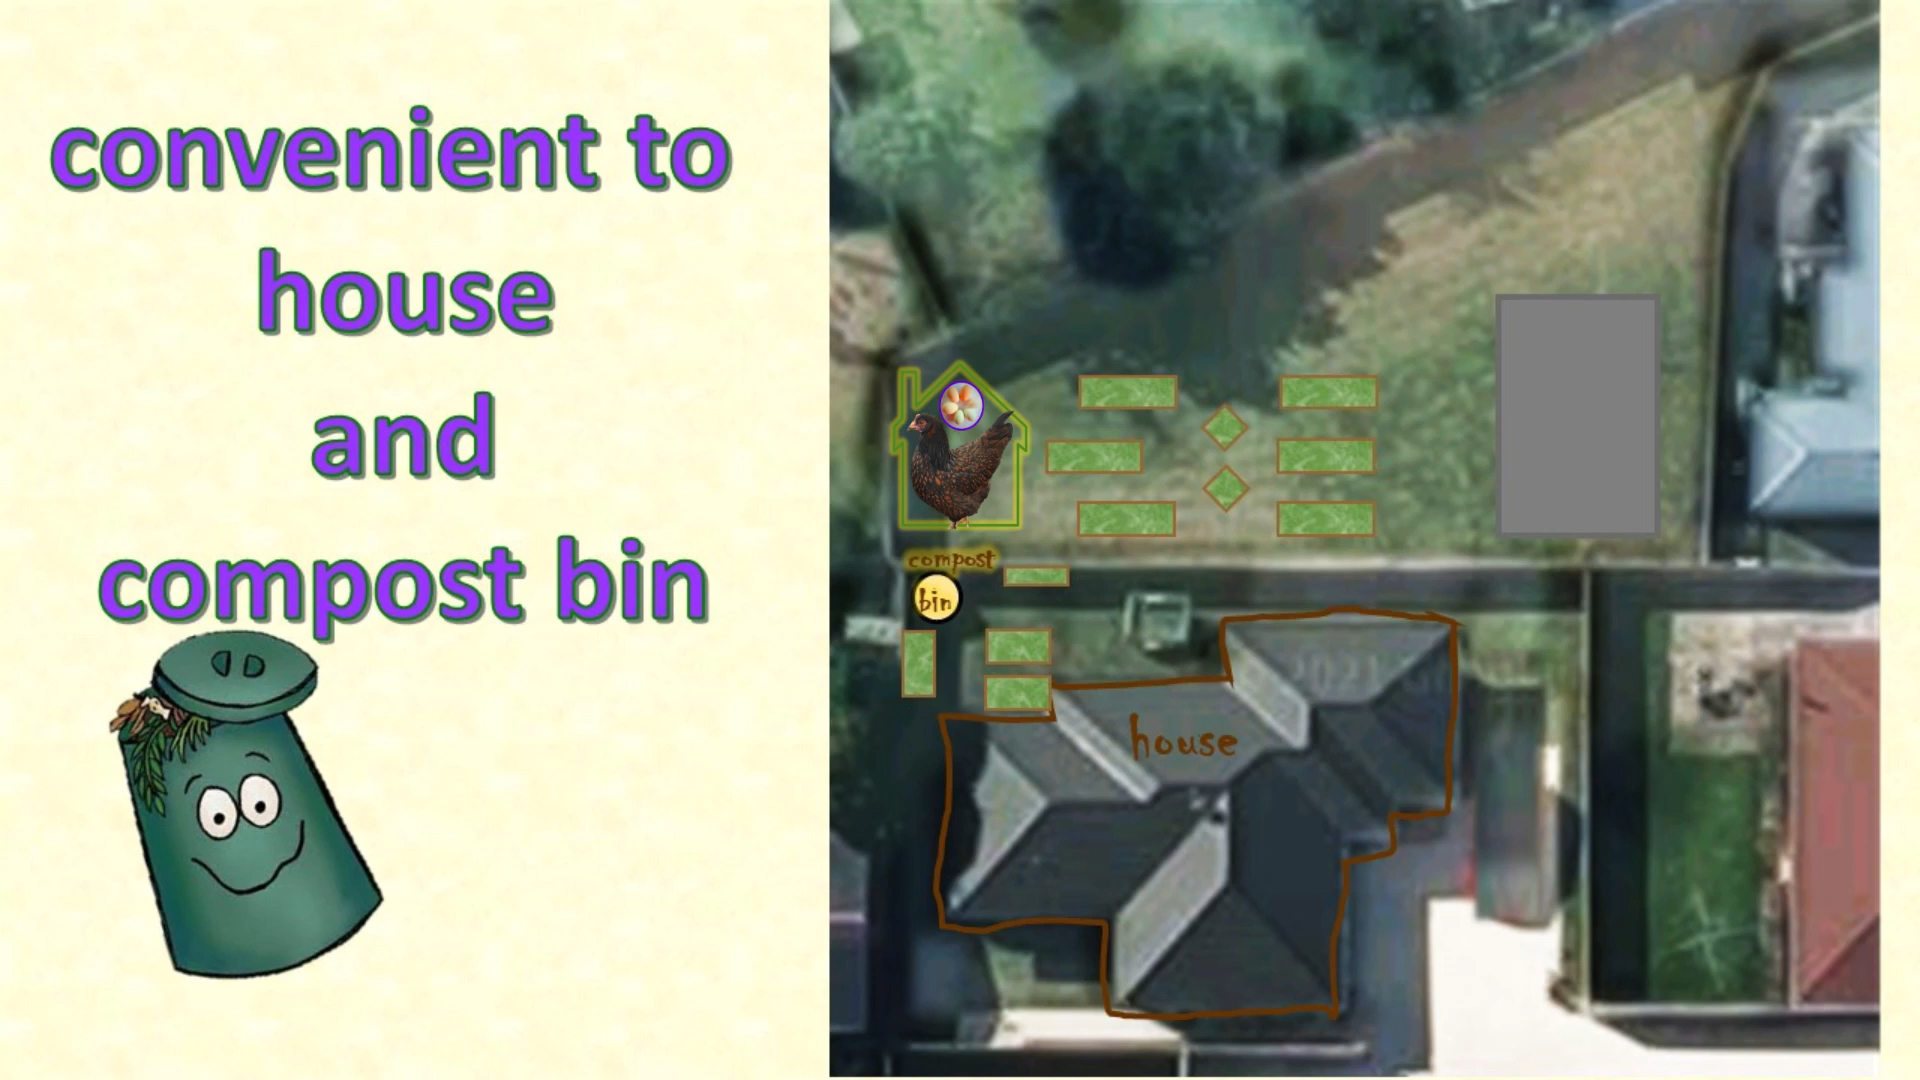 convenient to
house
and
compost bin
compost
bin
house